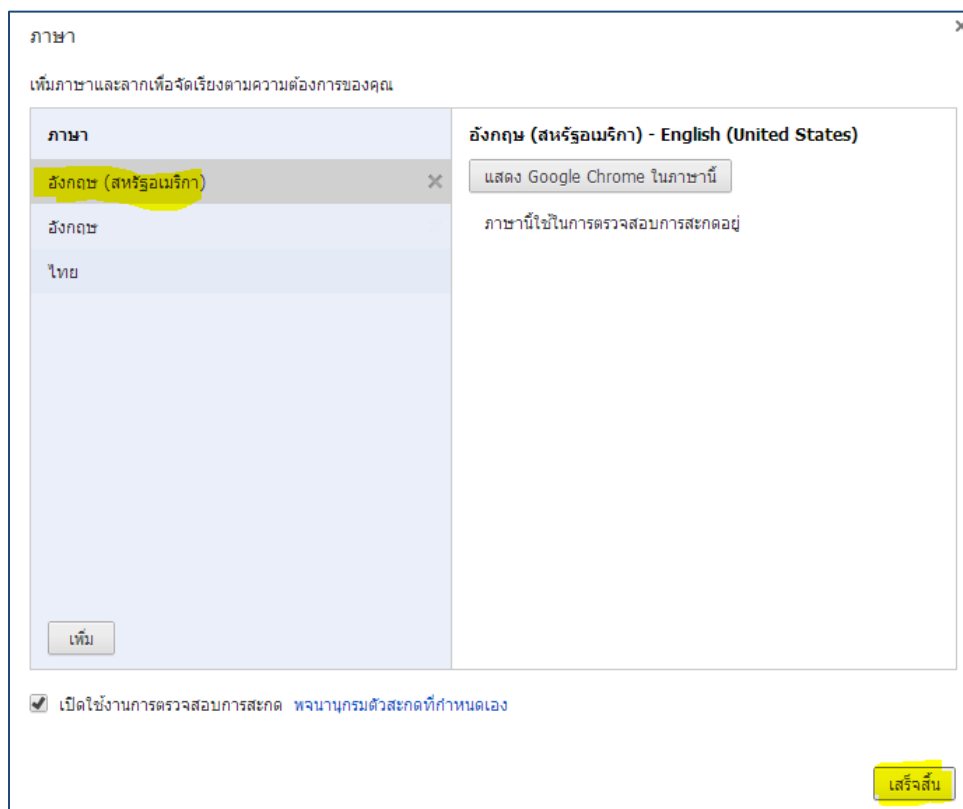 ภาษา
เพิ่มภาษาและลากเพื่อจัดเรียงตามความต้องการของคุณ
ภาษา
อังกฤษ (สหรัฐอเมริกา)
อังกฤษ
ไทย
เพิ่ม
อังกฤษ (สหรัฐอเมริกา) - English (United States)
แสดง Google Chrome ในภาษานี้
ภาษานี้ใช้ในการตรวจสอบการสะกดอยู่
เปิดใช้งานการตรวจสอบการสะกด พจนานุกรมตัวสะกดที่กำหนดเอง
เสร็จสิ้น